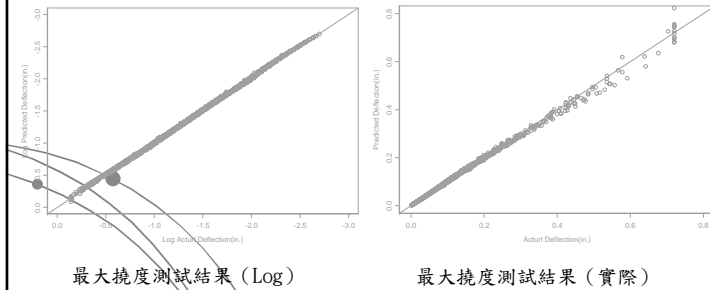 -3.0
-2.5
-2.0
-1.5
-1.0
-0.5
0.0
Log Predicted Deflection(in.)
0.0 -0.5 -1.0 -1.5 -2.0 -2.5 -3.0
Log Acturl Deflection(in.)
最大撓度測試結果（Log）
0.8
0.6
0.4
0.2
0.0
Predicted Deflection(in.)
0.0 0.2 0.4 0.6 0.8
Acturl Deflection(in.)
最大撓度測試結果（實際）